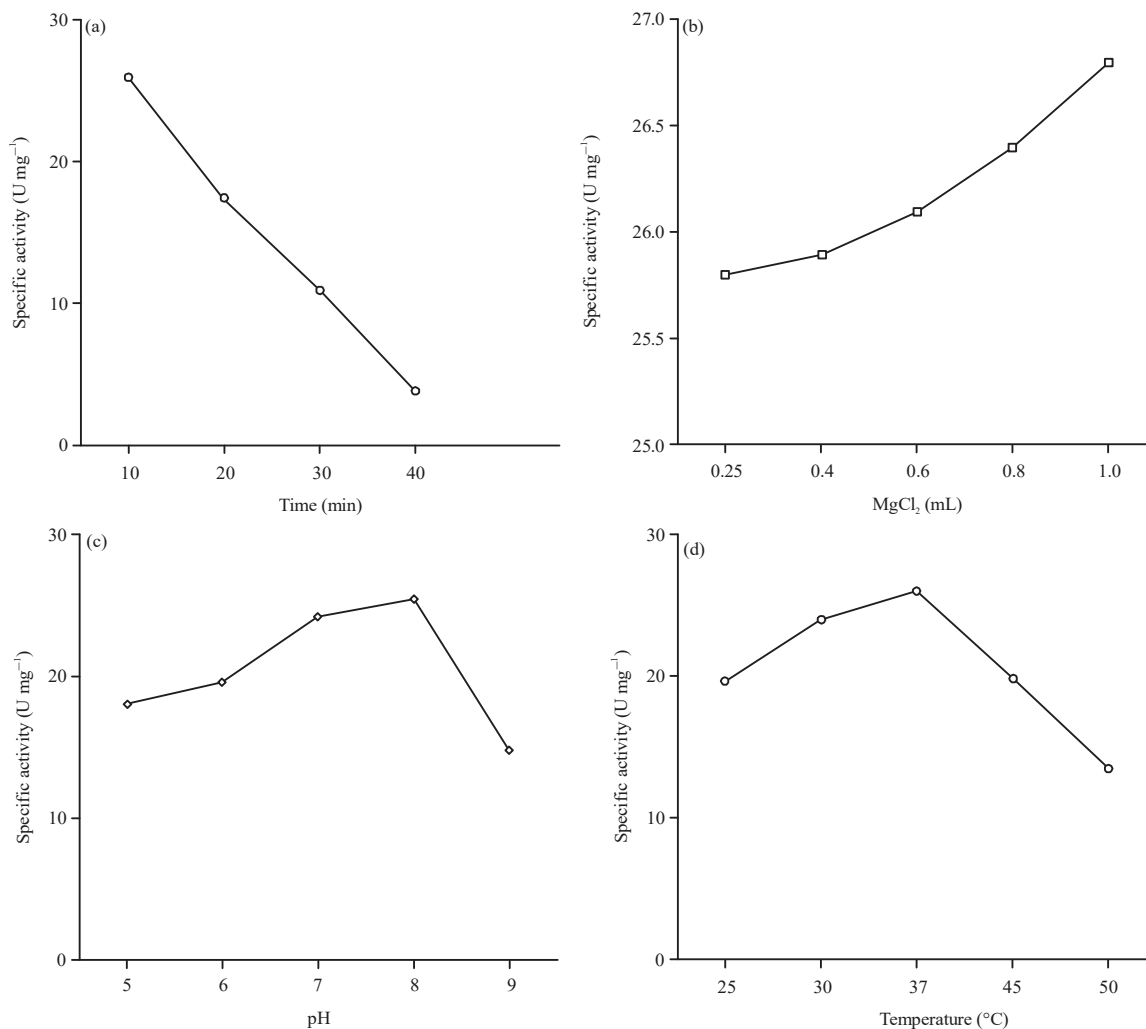 (a)
30
20
10
0
Specific activity (U mg⁻¹)
10 20 30 40
Time (min)
(b)
27.0
26.5
26.0
25.5
25.0
Specific activity (U mg⁻¹)
0.25 0.4 0.6 0.8 1.0
MgCl₂ (mL)
(c)
30
20
10
0
Specific activity (U mg⁻¹)
5 6 7 8 9
pH
(d)
30
20
10
0
Specific activity (U mg⁻¹)
25 30 37 45 50
Temperature (°C)